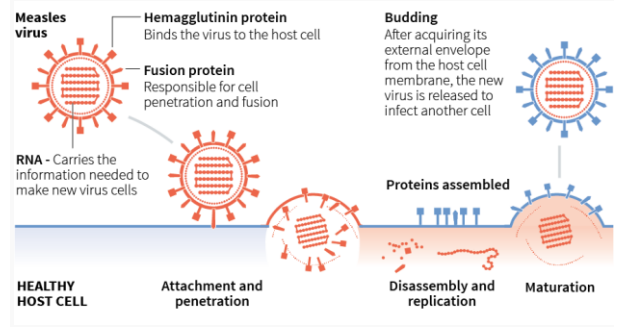 Measles
virus
Hemagglutinin protein
Binds the virus to the host cell
Fusion protein
Responsible for cell
penetration and fusion
RNA - Carries the
information needed to
make new virus cells
Budding
After acquiring its
external envelope
from the host cell
membrane, the new
virus is released to
infect another cell
Proteins assembled
HEALTHY
HOST CELL
Attachment and
penetration
Disassembly and
replication
Maturation